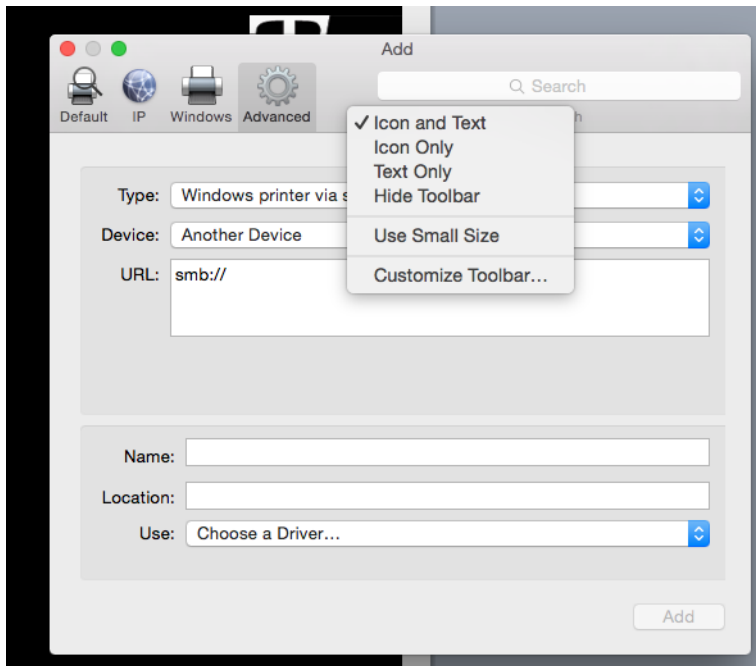 Add
Search
Default IP Windows Advanced h
✓ Icon and Text
Icon Only
Text Only
Hide Toolbar
Use Small Size
Customize Toolbar...
Type: Windows printer via s
Device: Another Device
URL: smb://
Name:
Location:
Use: Choose a Driver...
Add